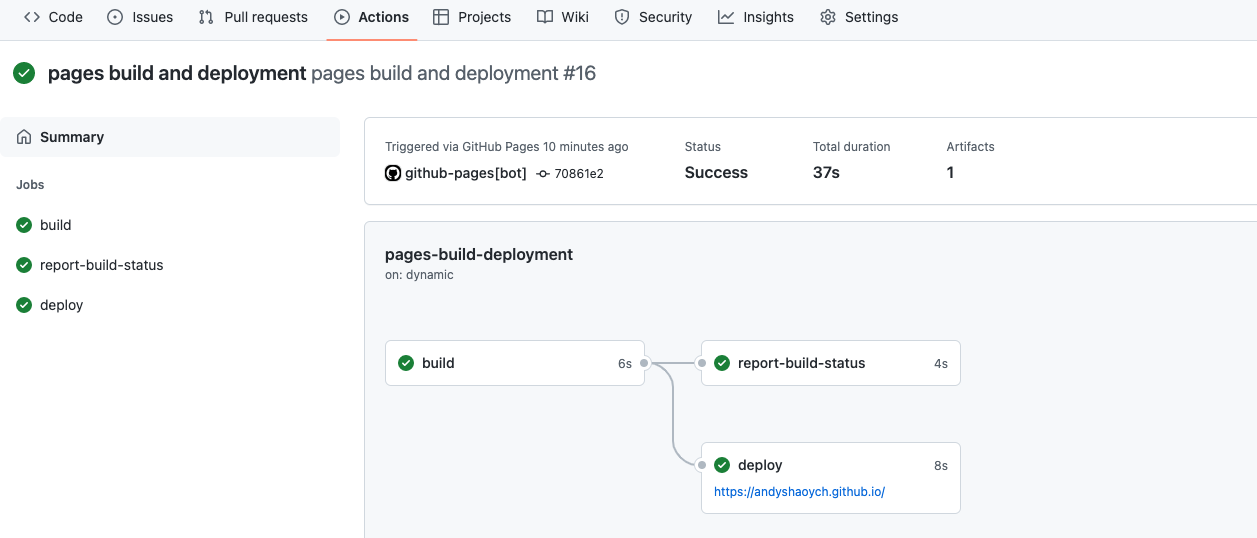 Code Issues Pull requests Actions Projects Wiki Security Insights Settings
pages build and deployment pages build and deployment #16
Summary
Jobs
build
report-build-status
deploy
Triggered via GitHub Pages 10 minutes ago
github-pages[bot] 70861e2
Status
Success
Total duration
37s
Artifacts
1
pages-build-deployment
on: dynamic
build 6s
report-build-status 4s
deploy 8s
https://andyshaoych.github.io/